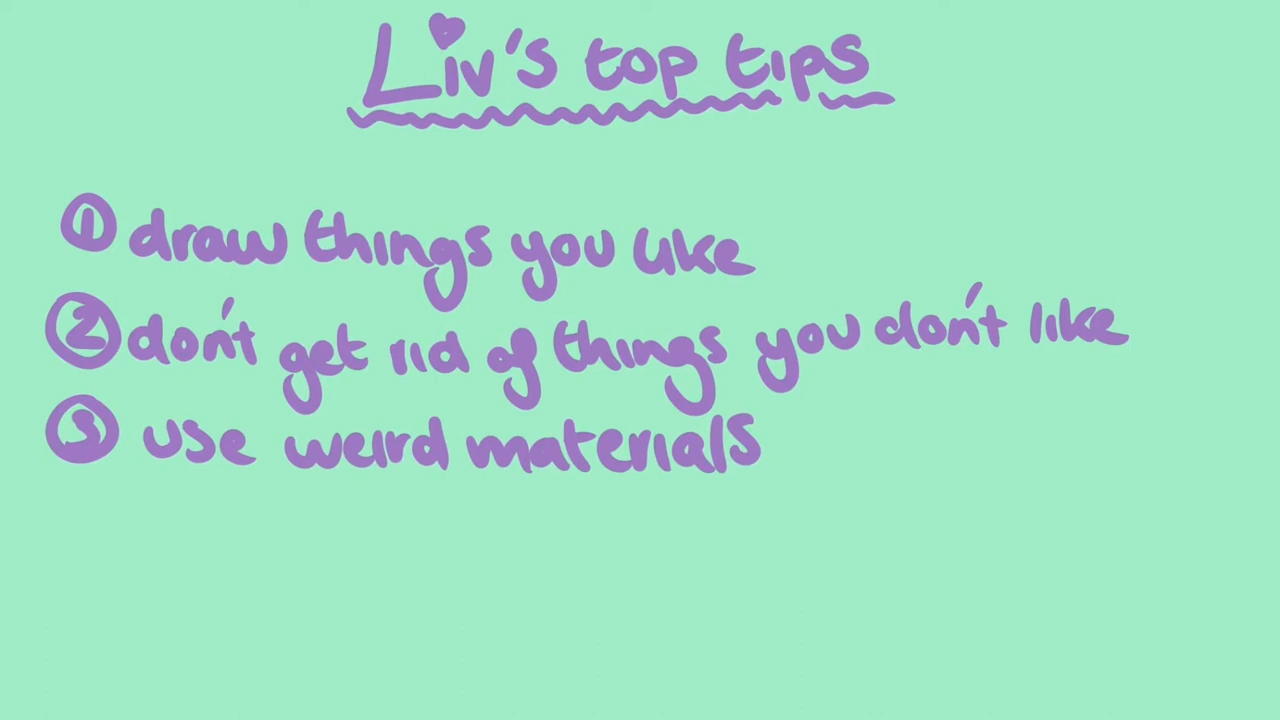 Liv's top tips
① draw things you like
② don't get rid of things you don't like
③ use weird materials